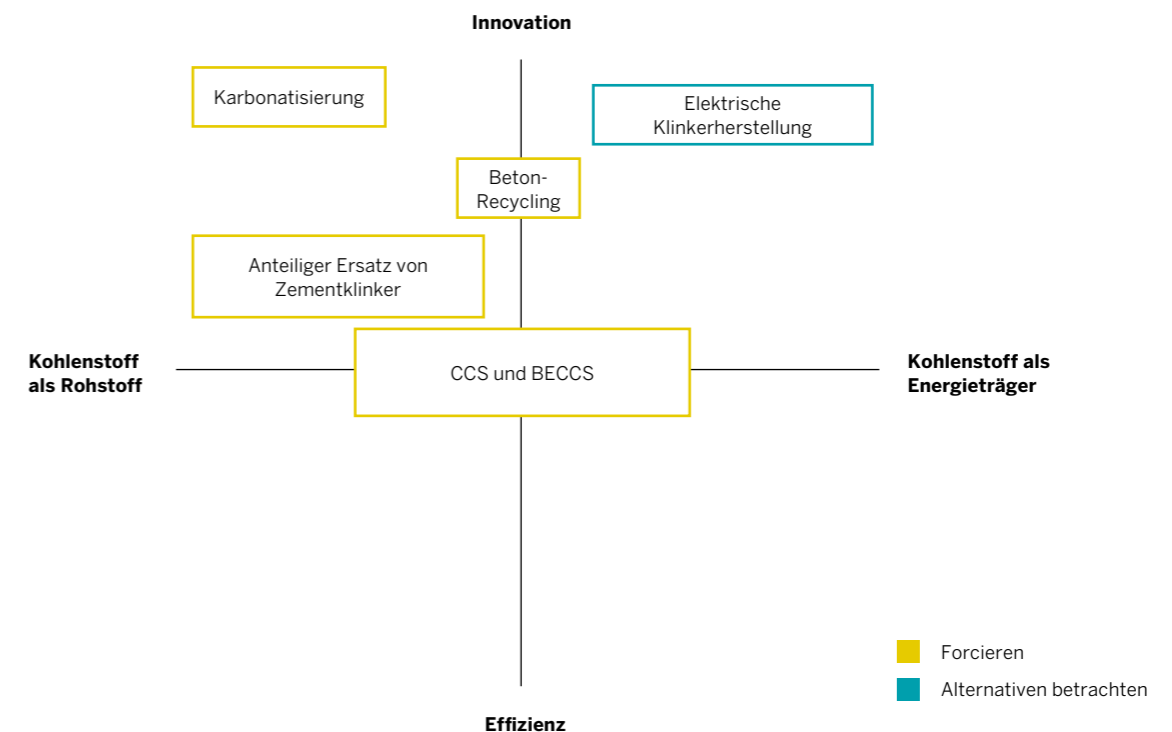 Innovation
Karbonatisierung
Elektrische
Klinkerherstellung
Beton-
Recycling
Anteiliger Ersatz von
Zementklinker
Kohlenstoff
als Rohstoff
CCS und BECCS
Kohlenstoff als
Energieträger
Forcieren
Alternativen betrachten
Effizienz